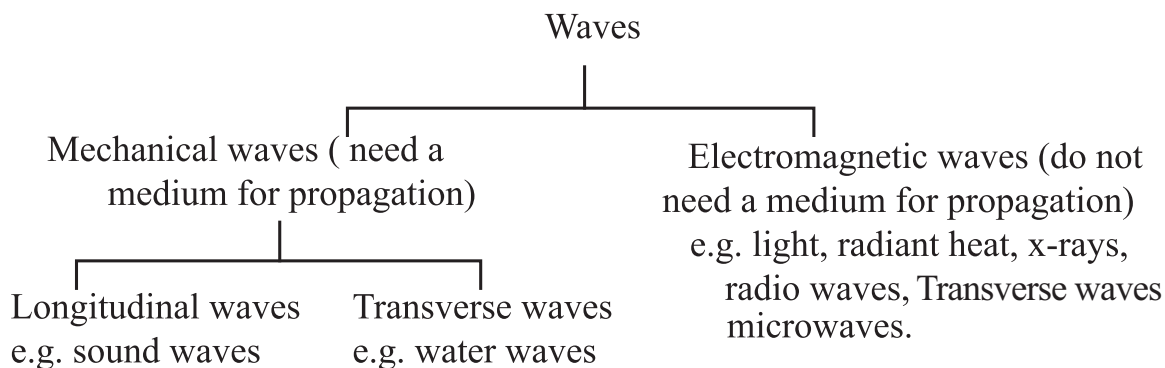 Waves
Mechanical waves ( need a
medium for propagation)
Electromagnetic waves (do not
need a medium for propagation)
e.g. light, radiant heat, x-rays,
radio waves, Transverse waves
microwaves.
Longitudinal waves
e.g. sound waves
Transverse waves
e.g. water waves